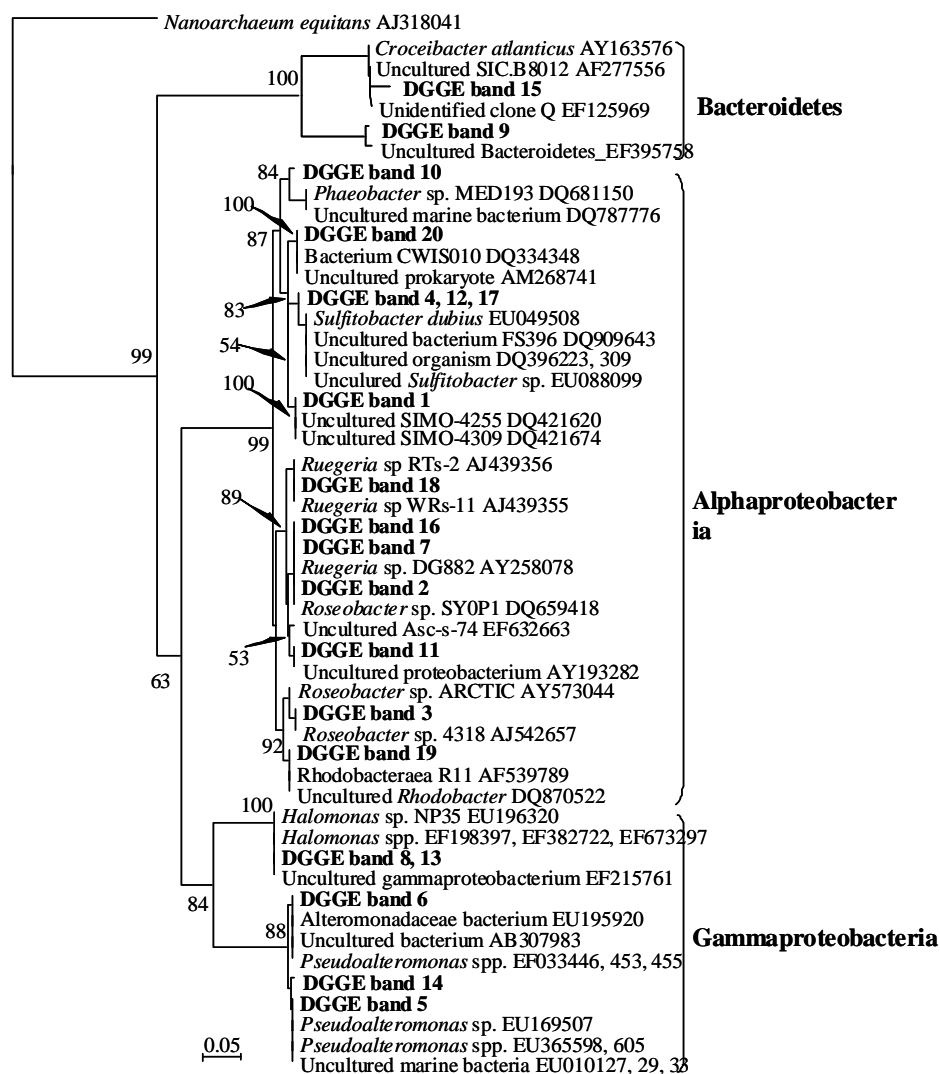 Nanoarchaeum equitans AJ318041
Croceibacter atlanticus AY163576
Uncultured SIC.B8012 AF277556
100
DGGE band 15
Bacteroidetes
Unidentified clone Q EF125969
DGGE band 9
Uncultured Bacteroidetes_EF395758
84
DGGE band 10
Phaeobacter sp. MED193 DQ681150
100
Uncultured marine bacterium DQ787776
87
DGGE band 20
Bacterium CWIS010 DQ334348
Uncultured prokaryote AM268741
83
DGGE band 4, 12, 17
Sulfitobacter dubius EU049508
Uncultured bacterium FS396 DQ909643
54
99
Uncultured organism DQ396223, 309
Unculured Sulfitobacter sp. EU088099
100
DGGE band 1
Uncultured SIMO-4255 DQ421620
99
Uncultured SIMO-4309 DQ421674
Ruegeria sp RTs-2 AJ439356
DGGE band 18
89
Ruegeria sp WRs-11 AJ439355
Alphaproteobacter
ia
DGGE band 16
DGGE band 7
Ruegeria sp. DG882 AY258078
DGGE band 2
Roseobacter sp. SY0P1 DQ659418
Uncultured Asc-s-74 EF632663
53
DGGE band 11
Uncultured proteobacterium AY193282
63
Roseobacter sp. ARCTIC AY573044
DGGE band 3
Roseobacter sp. 4318 AJ542657
92
DGGE band 19
Rhodobacteraea R11 AF539789
Uncultured Rhodobacter DQ870522
100
Halomonas sp. NP35 EU196320
Halomonas spp. EF198397, EF382722, EF673297
DGGE band 8, 13
Uncultured gammaproteobacterium EF215761
84
DGGE band 6
Alteromonadaceae bacterium EU195920
88
Uncultured bacterium AB307983
Gammaproteobacteria
Pseudoalteromonas spp. EF033446, 453, 455
DGGE band 14
DGGE band 5
Pseudoalteromonas sp. EU169507
0.05
Pseudoalteromonas spp. EU365598, 605
Uncultured marine bacteria EU010127, 29, 33